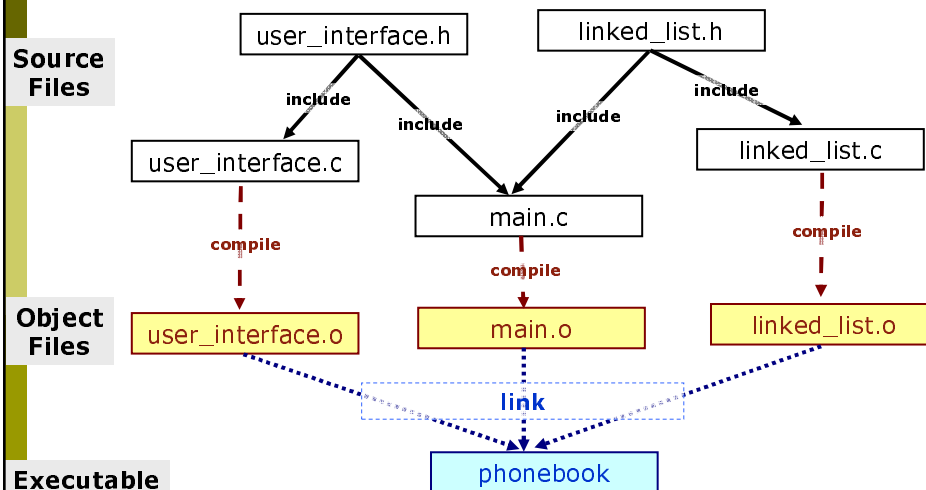 user_interface.h
linked_list.h
Source
Files
include
include
include
include
user_interface.c
linked_list.c
main.c
compile
compile
compile
Object
Files
user_interface.o
main.o
linked_list.o
link
phonebook
Executable